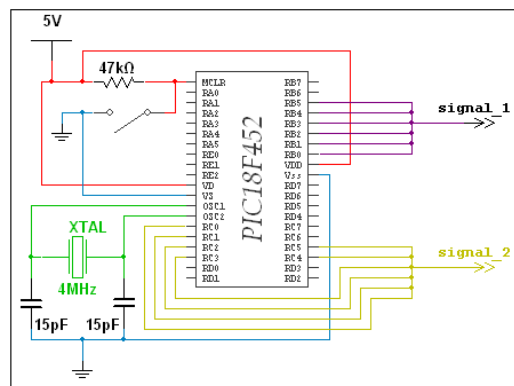 5V
47kΩ
MCLR
RA0
RA1
RA2
RA3
RA4
RA5
RE0
RE1
RE2
VD
VS
OSC1
OSC2
RC0
RC1
RC2
RC3
RD0
RD1
PIC18F452
RB7
RB6
RB5
RB4
RB3
RB2
RB1
RB0
VDD
Vss
RD7
RD6
RD5
RD4
RC7
RC6
RC5
RC4
RD3
RD2
signal_1
signal_2
XTAL
4MHz
15pF
15pF